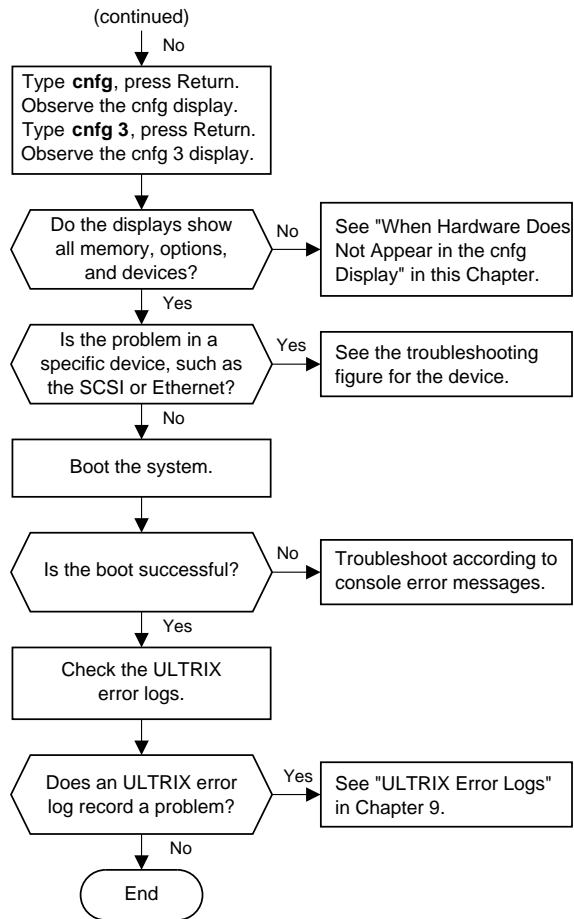 (continued)
No
Type cnfg, press Return.
Observe the cnfg display.
Type cnfg 3, press Return.
Observe the cnfg 3 display.
Do the displays show
all memory, options,
and devices?
No
See "When Hardware Does
Not Appear in the cnfg
Display" in this Chapter.
Yes
Is the problem in a
specific device, such as
the SCSI or Ethernet?
Yes
See the troubleshooting
figure for the device.
No
Boot the system.
Is the boot successful?
No
Troubleshoot according to
console error messages.
Yes
Check the ULTRIX
error logs.
Does an ULTRIX error
log record a problem?
Yes
See "ULTRIX Error Logs"
in Chapter 9.
No
End